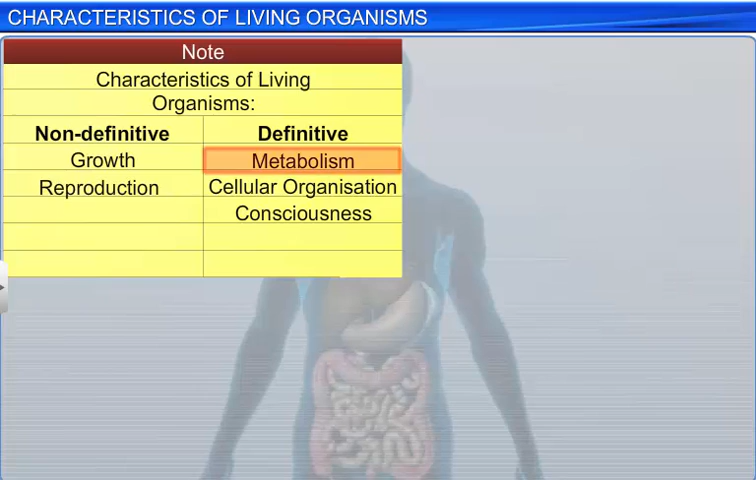 CHARACTERISTICS OF LIVING ORGANISMS
Note
Characteristics of Living
Organisms:
Non-definitive Definitive
Growth Metabolism
Reproduction Cellular Organisation
Consciousness